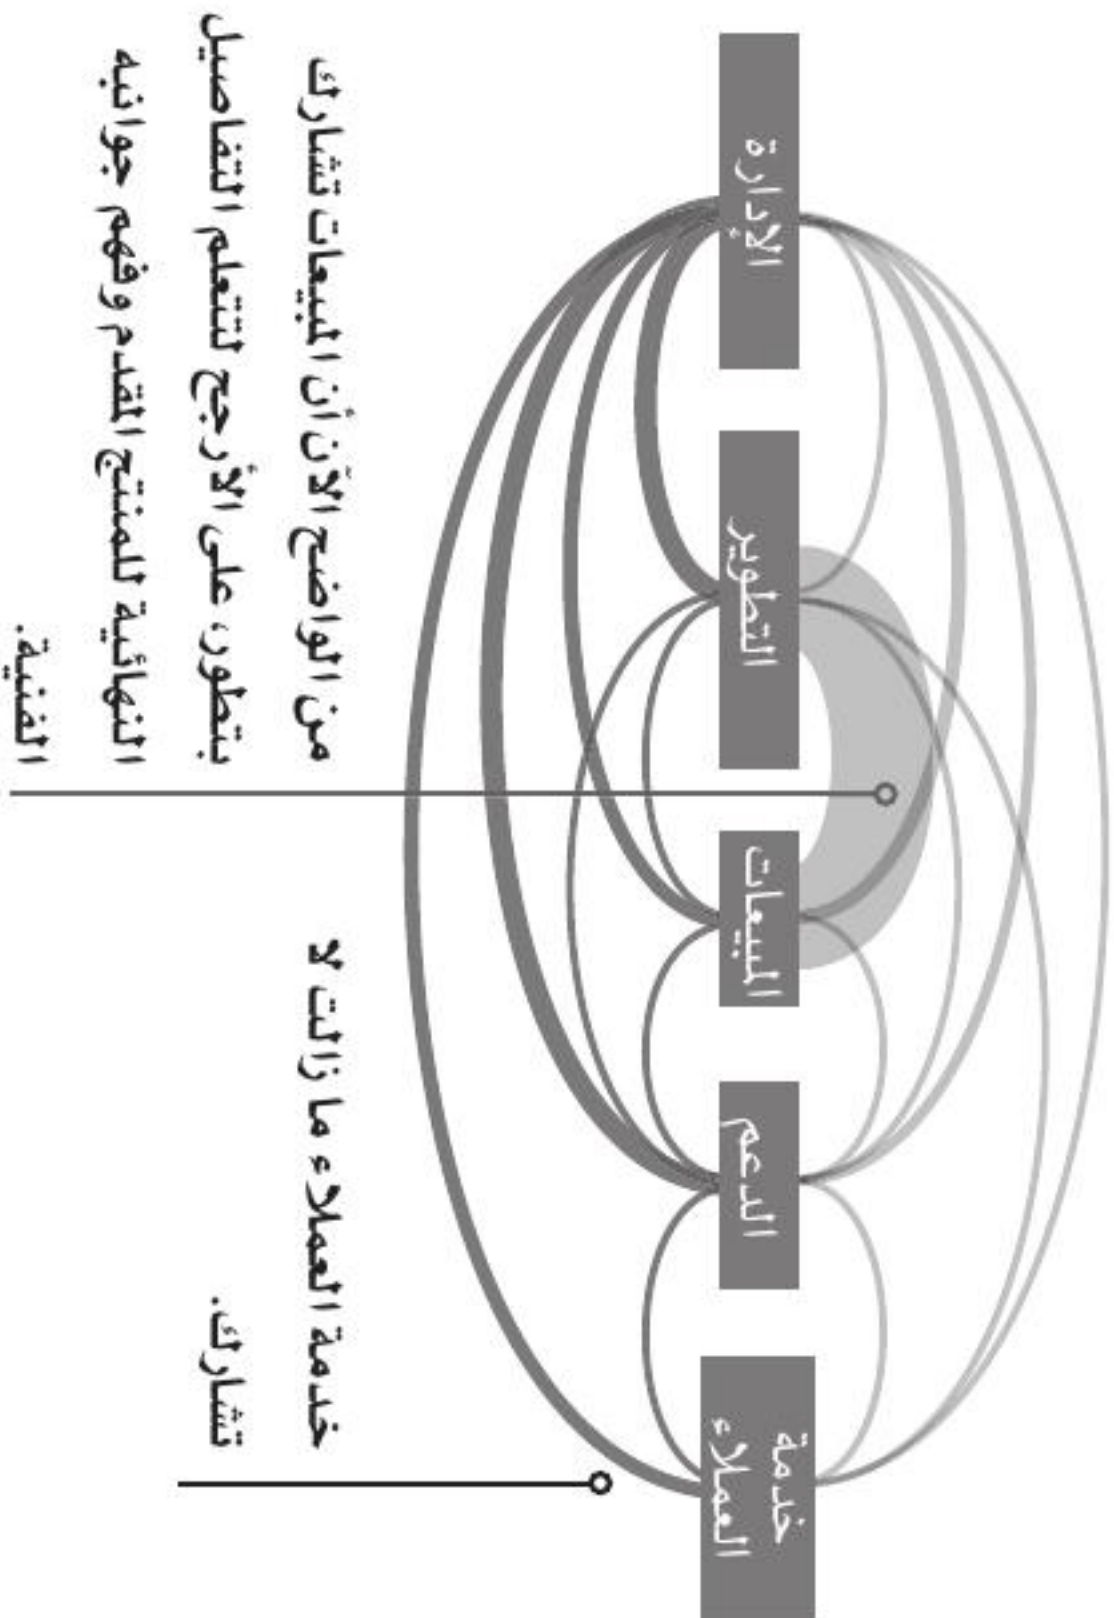 خدمة
العملاء
الدعم
المبيعات
التطوير
الإدارة
خدمة العملاء ما زالت لا
تشارك.
من الواضح الآن أن المبيعات تشارك
بتطور، على الأرجح لتتعلم التفاصيل
النهائية للمنتج المقدم وفهم جوانبه
الفنية.